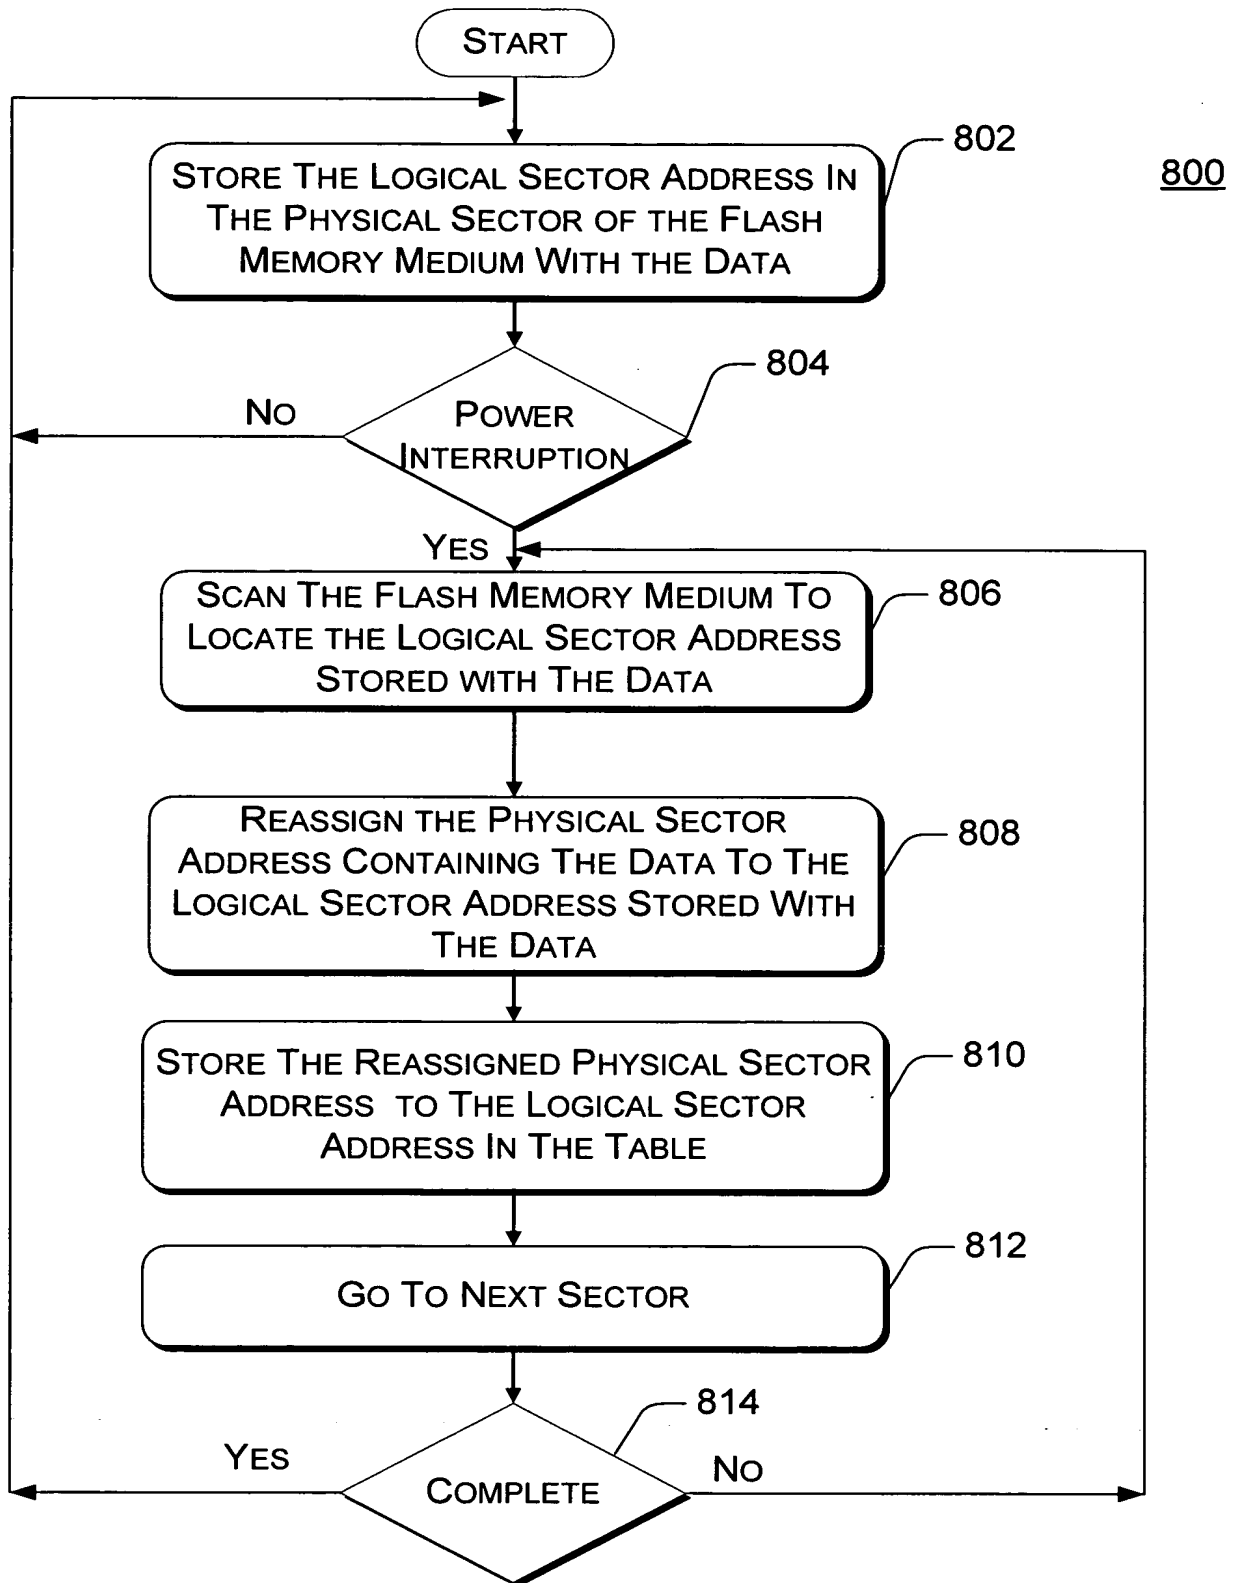 START
802
800
STORE THE LOGICAL SECTOR ADDRESS IN
THE PHYSICAL SECTOR OF THE FLASH
MEMORY MEDIUM WITH THE DATA
804
NO
POWER
INTERRUPTION
YES
806
SCAN THE FLASH MEMORY MEDIUM TO
LOCATE THE LOGICAL SECTOR ADDRESS
STORED WITH THE DATA
808
REASSIGN THE PHYSICAL SECTOR
ADDRESS CONTAINING THE DATA TO THE
LOGICAL SECTOR ADDRESS STORED WITH
THE DATA
810
STORE THE REASSIGNED PHYSICAL SECTOR
ADDRESS TO THE LOGICAL SECTOR
ADDRESS IN THE TABLE
812
GO TO NEXT SECTOR
814
YES
NO
COMPLETE